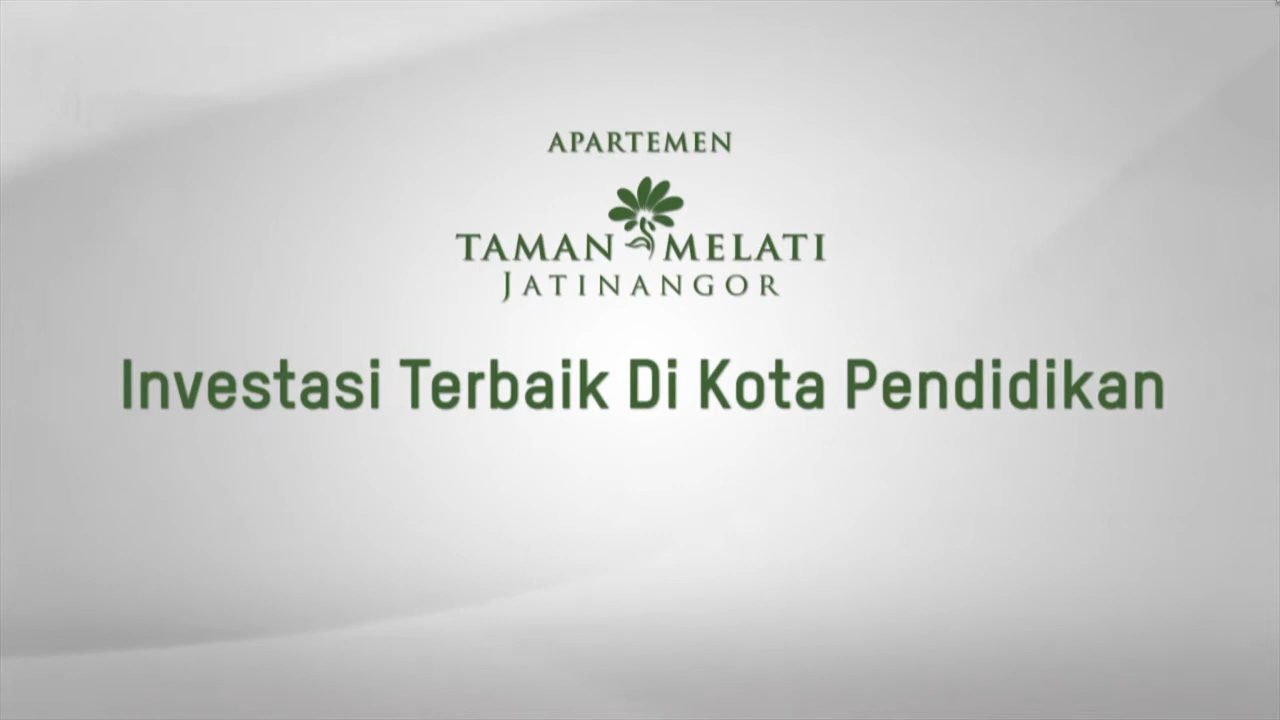 APARTEMEN
TAMAN MELATI
JATINANGOR
Investasi Terbaik Di Kota Pendidikan